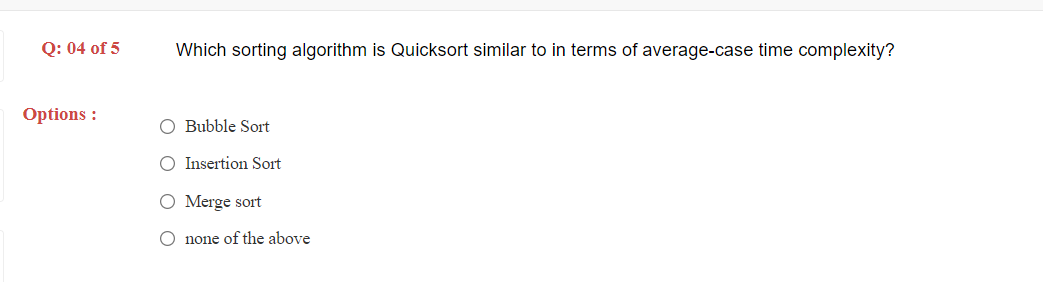 Q: 04 of 5
Which sorting algorithm is Quicksort similar to in terms of average-case time complexity?
Options :
Bubble Sort
Insertion Sort
Merge sort
none of the above